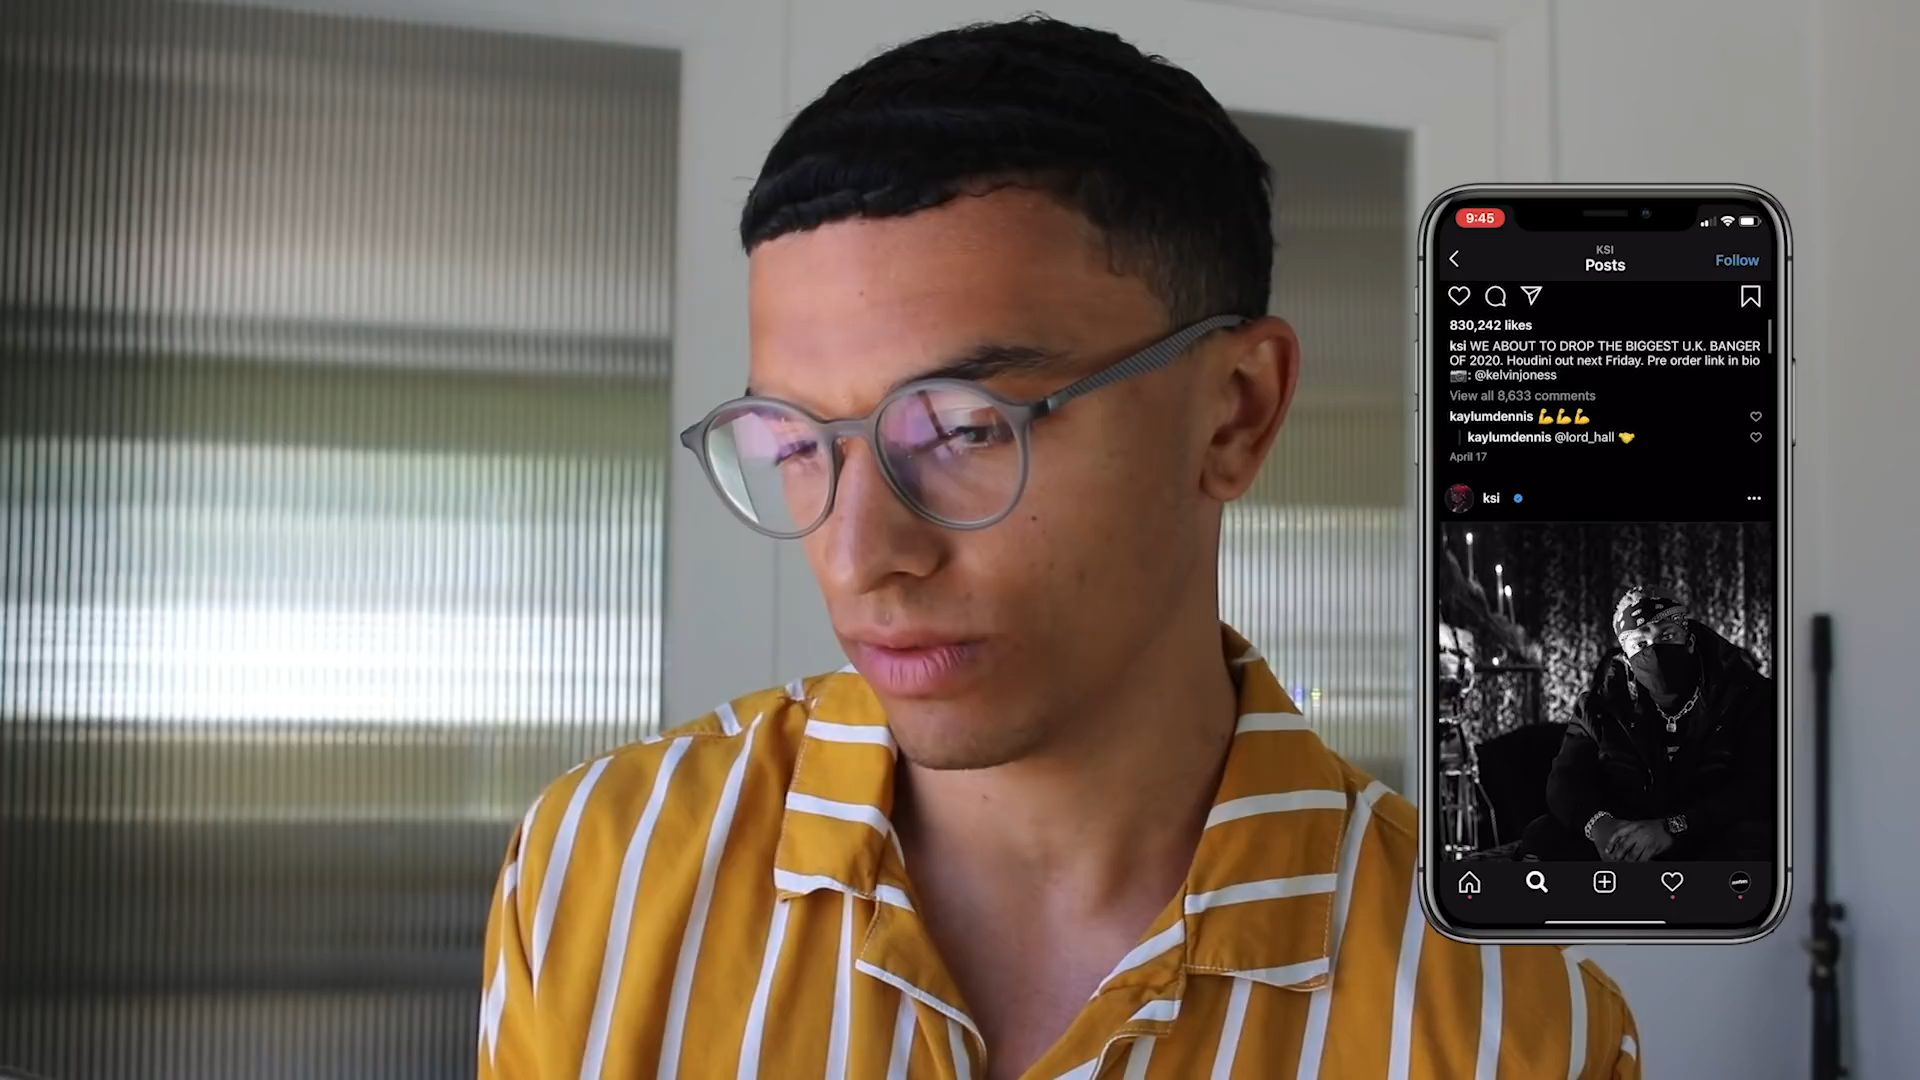 9:45
KSI
Posts
Follow
830,242 likes
ksi WE ABOUT TO DROP THE BIGGEST U.K. BANGER
OF 2020. Houdini out next Friday. Pre order link in bio
📷: @kelvinjoness
View all 8,633 comments
kaylumdennis 💪💪💪
kaylumdennis @lord_hall 🤝
April 17
ksi